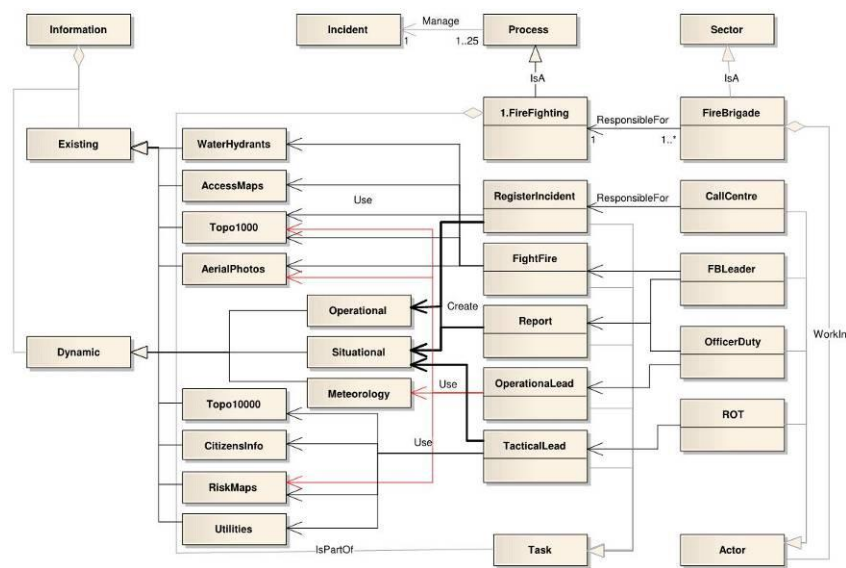 Information
Incident
Manage
1
1..25
Process
Sector
IsA
IsA
Existing
WaterHydrants
1.FireFighting
ResponsibleFor
1
1..*
FireBrigade
AccessMaps
Use
RegisterIncident
ResponsibleFor
CallCentre
Topo1000
AerialPhotos
FightFire
FBLeader
Operational
Create
Report
OfficerDuty
WorkIn
Dynamic
Situational
Meteorology
Use
OperationaLead
Topo10000
ROT
CitizensInfo
Use
TacticalLead
RiskMaps
Utilities
IsPartOf
Task
Actor